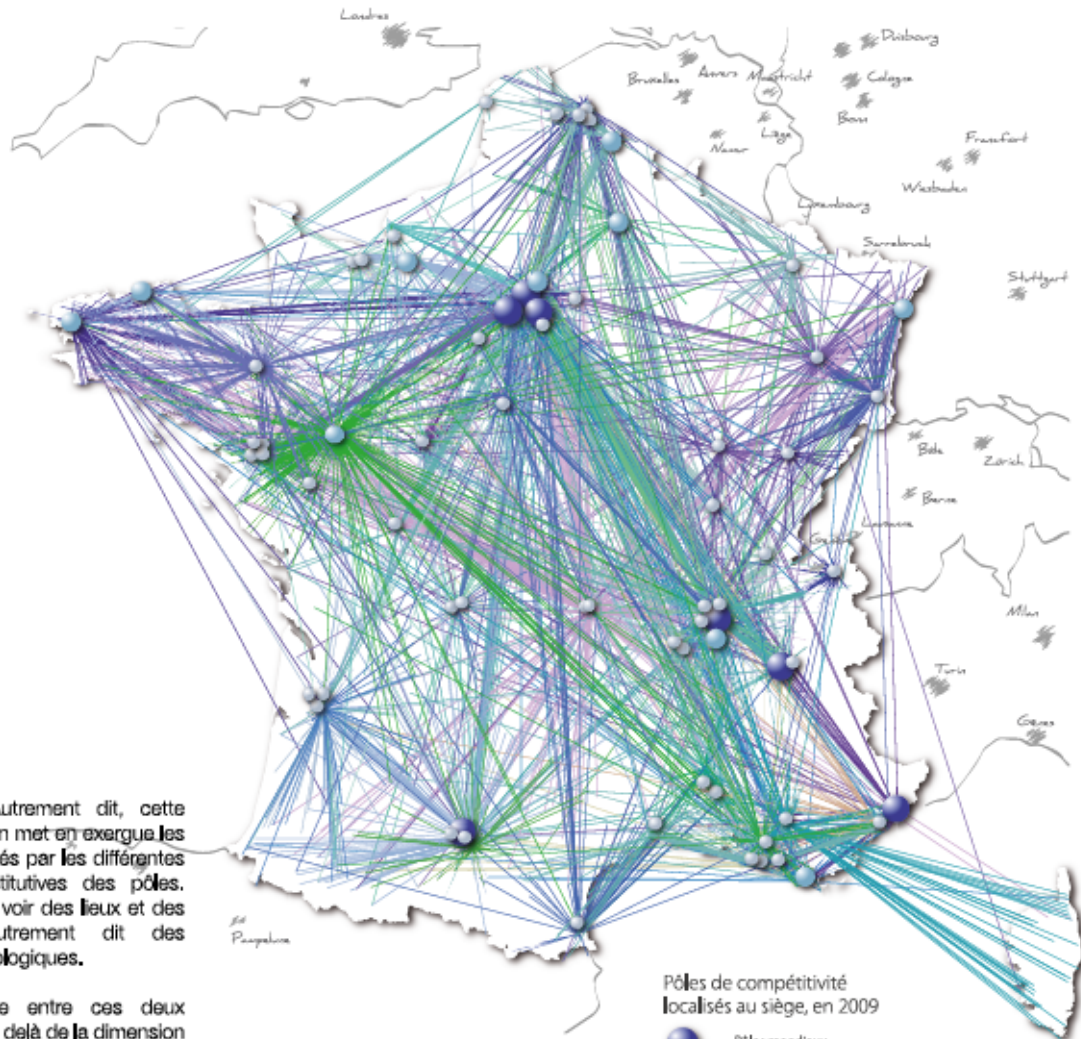 Londres
Duisbourg
Bruxelles
Anvers
Maastricht
Cologne
Bonn
Liège
Namur
Francfort
Wiesbaden
Luxembourg
Sarrebruck
Stuttgart
Bâle
Zürich
Berne
Lausanne
Genève
Milan
Turin
Gênes
Pampelune
utrement dit, cette
n met en exergue les
és par les différentes
titutives des pôles.
voir des lieux et des
utrement dit des
ologiques.
e entre ces deux
delà de la dimension
Pôles de compétitivité
localisés au siège, en 2009